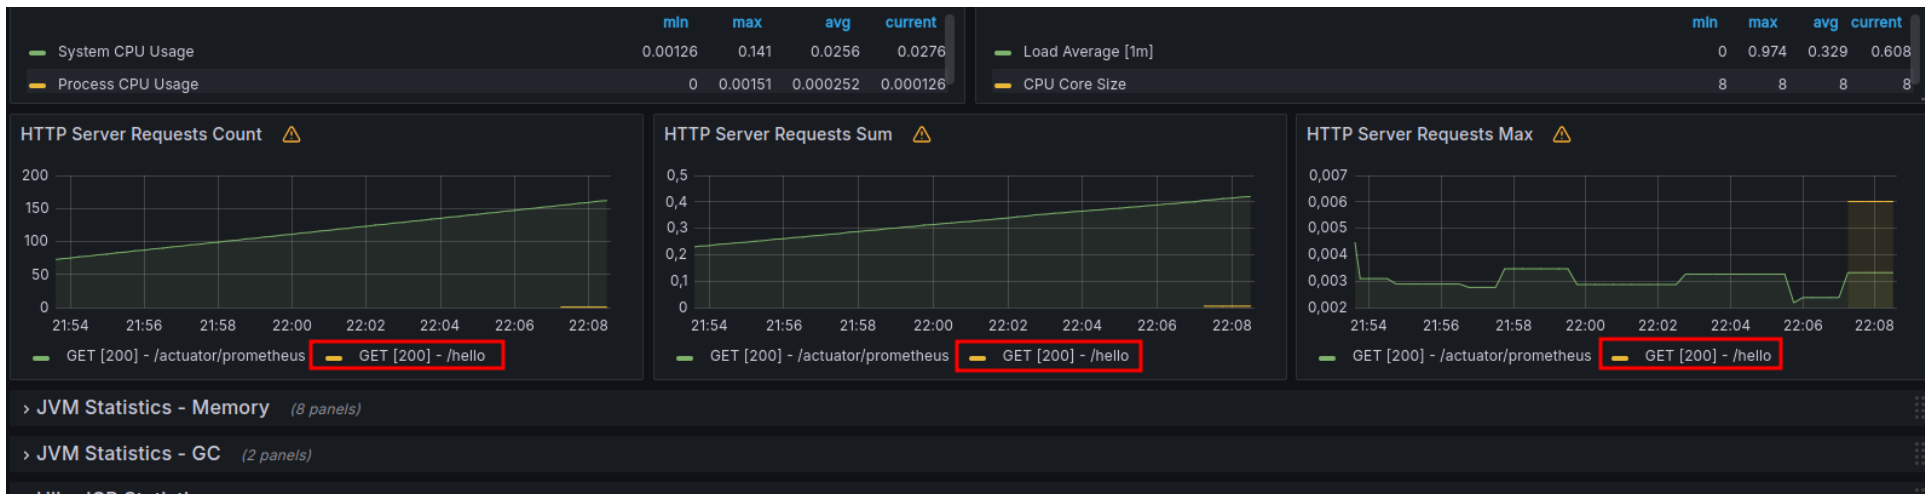 min max avg current
System CPU Usage 0.00126 0.141 0.0256 0.0276
Process CPU Usage 0 0.00151 0.000252 0.000126
min max avg current
Load Average [1m] 0 0.974 0.329 0.608
CPU Core Size 8 8 8 8
HTTP Server Requests Count
200
150
100
50
0
21:54 21:56 21:58 22:00 22:02 22:04 22:06 22:08
GET [200] - /actuator/prometheus GET [200] - /hello
HTTP Server Requests Sum
0,5
0,4
0,3
0,2
0,1
0
21:54 21:56 21:58 22:00 22:02 22:04 22:06 22:08
GET [200] - /actuator/prometheus GET [200] - /hello
HTTP Server Requests Max
0,007
0,006
0,005
0,004
0,003
0,002
21:54 21:56 21:58 22:00 22:02 22:04 22:06 22:08
GET [200] - /actuator/prometheus GET [200] - /hello
JVM Statistics - Memory (8 panels)
JVM Statistics - GC (2 panels)